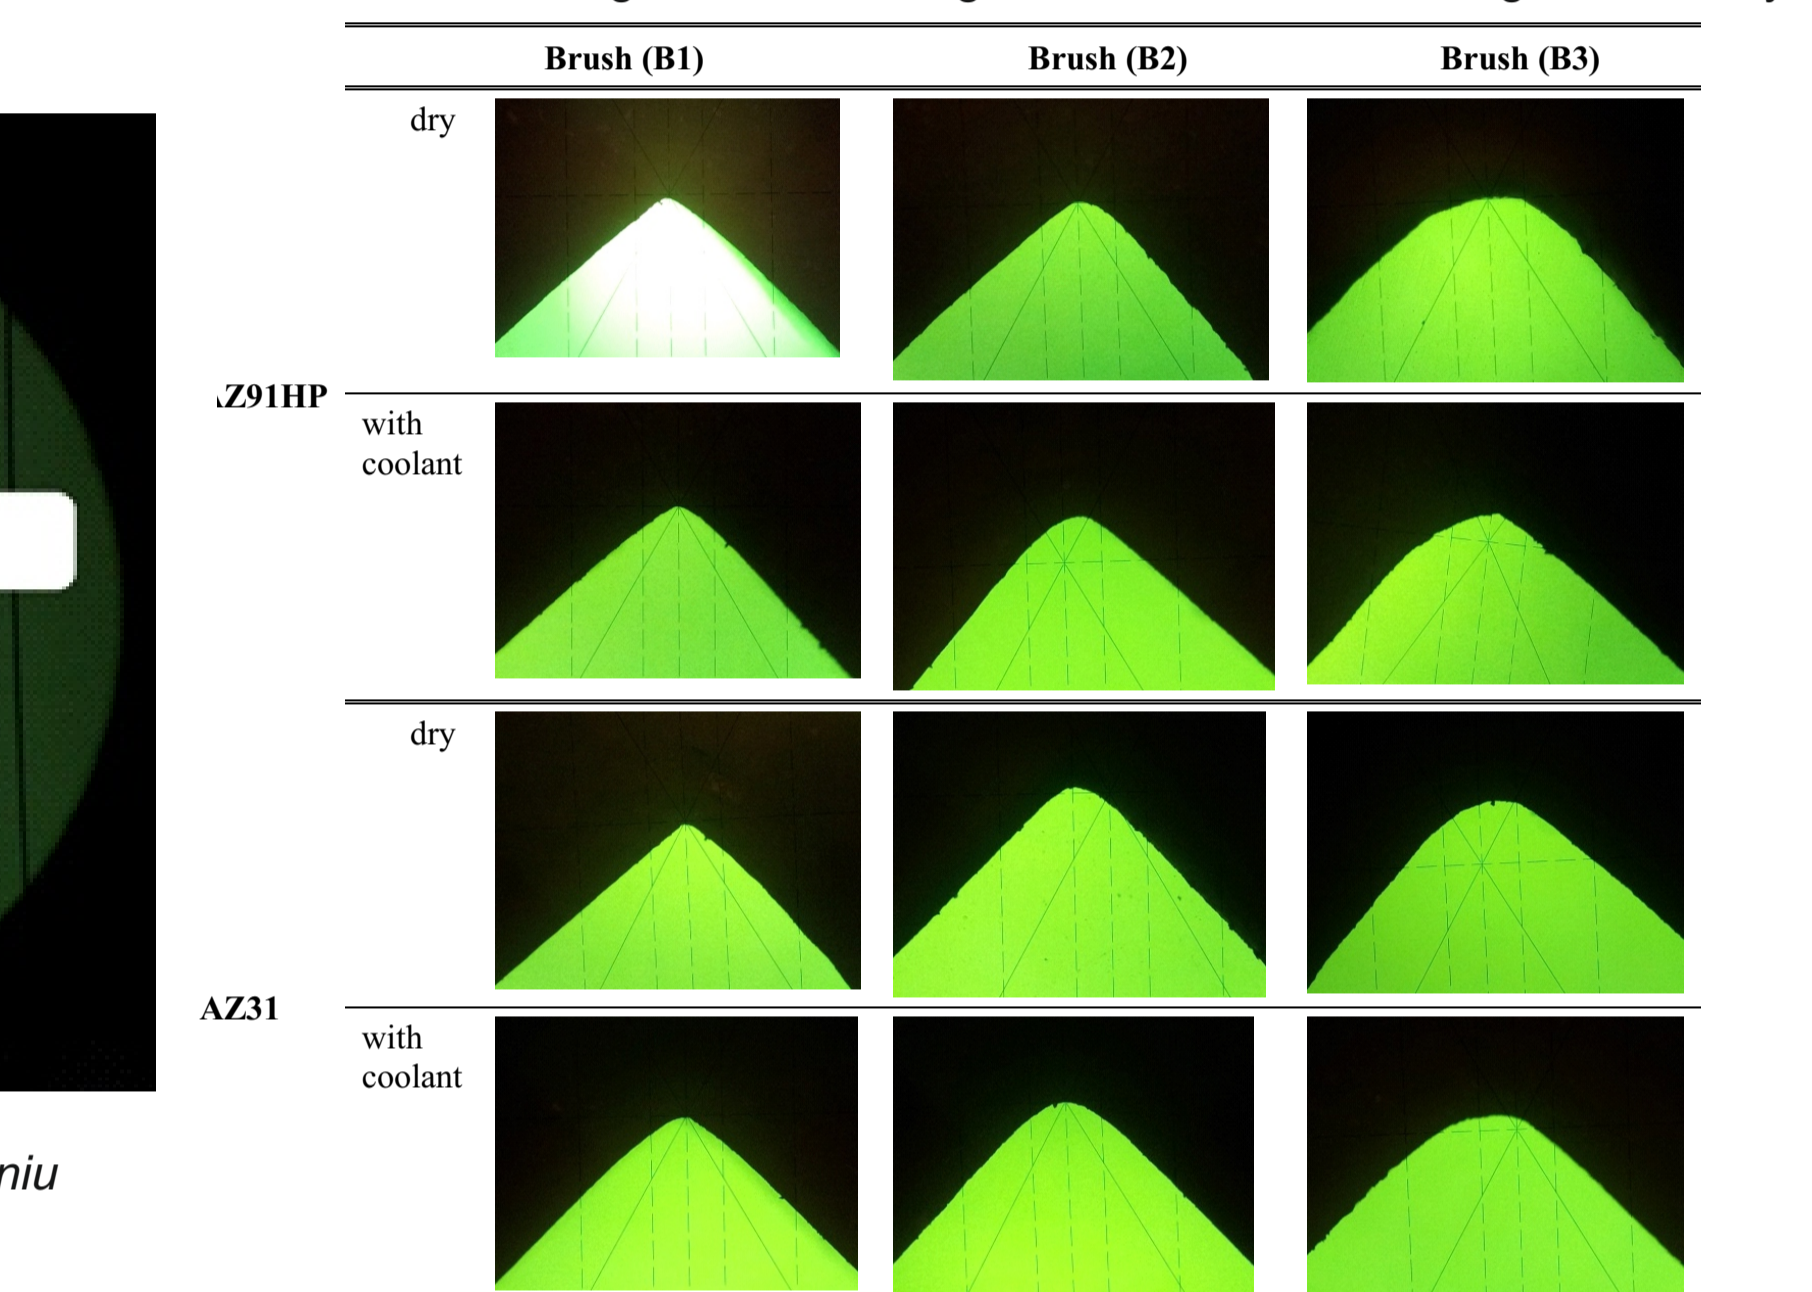 Brush (B1) Brush (B2) Brush (B3)
dry
Z91HP
with
coolant
dry
AZ31
with
coolant
niu